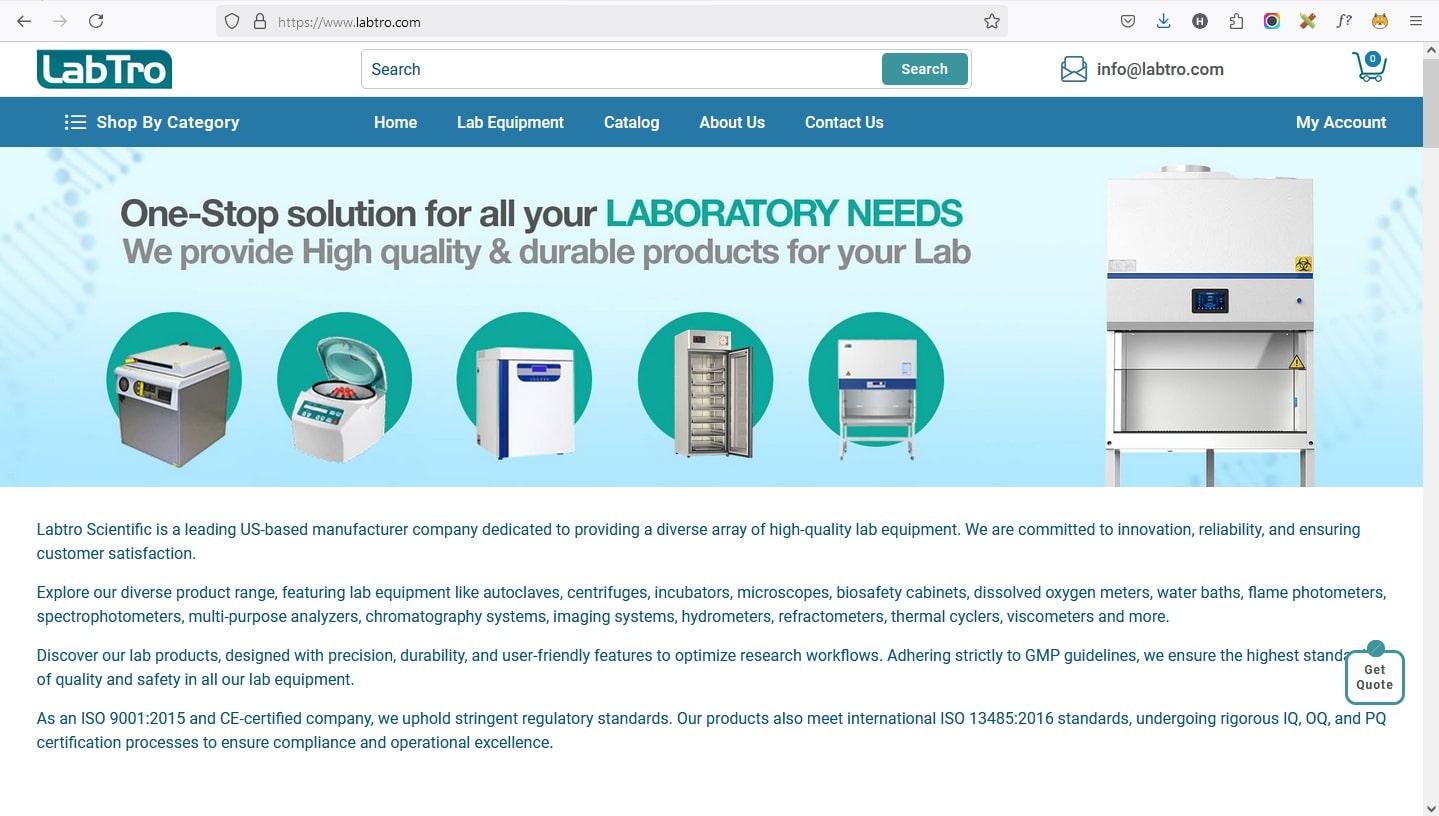 https://www.labtro.com
H
f?
LabTro
Search
Search
info@labtro.com
0
Shop By Category
Home
Lab Equipment
Catalog
About Us
Contact Us
My Account
One-Stop solution for all your LABORATORY NEEDS
We provide High quality & durable products for your Lab
Labtro Scientific is a leading US-based manufacturer company dedicated to providing a diverse array of high-quality lab equipment. We are committed to innovation, reliability, and ensuring
customer satisfaction.
Explore our diverse product range, featuring lab equipment like autoclaves, centrifuges, incubators, microscopes, biosafety cabinets, dissolved oxygen meters, water baths, flame photometers,
spectrophotometers, multi-purpose analyzers, chromatography systems, imaging systems, hydrometers, refractometers, thermal cyclers, viscometers and more.
Discover our lab products, designed with precision, durability, and user-friendly features to optimize research workflows. Adhering strictly to GMP guidelines, we ensure the highest
of quality and safety in all our lab equipment.
Get
Quote
As an ISO 9001:2015 and CE-certified company, we uphold stringent regulatory standards. Our products also meet international ISO 13485:2016 standards, undergoing rigorous IQ, OQ, and PQ
certification processes to ensure compliance and operational excellence.